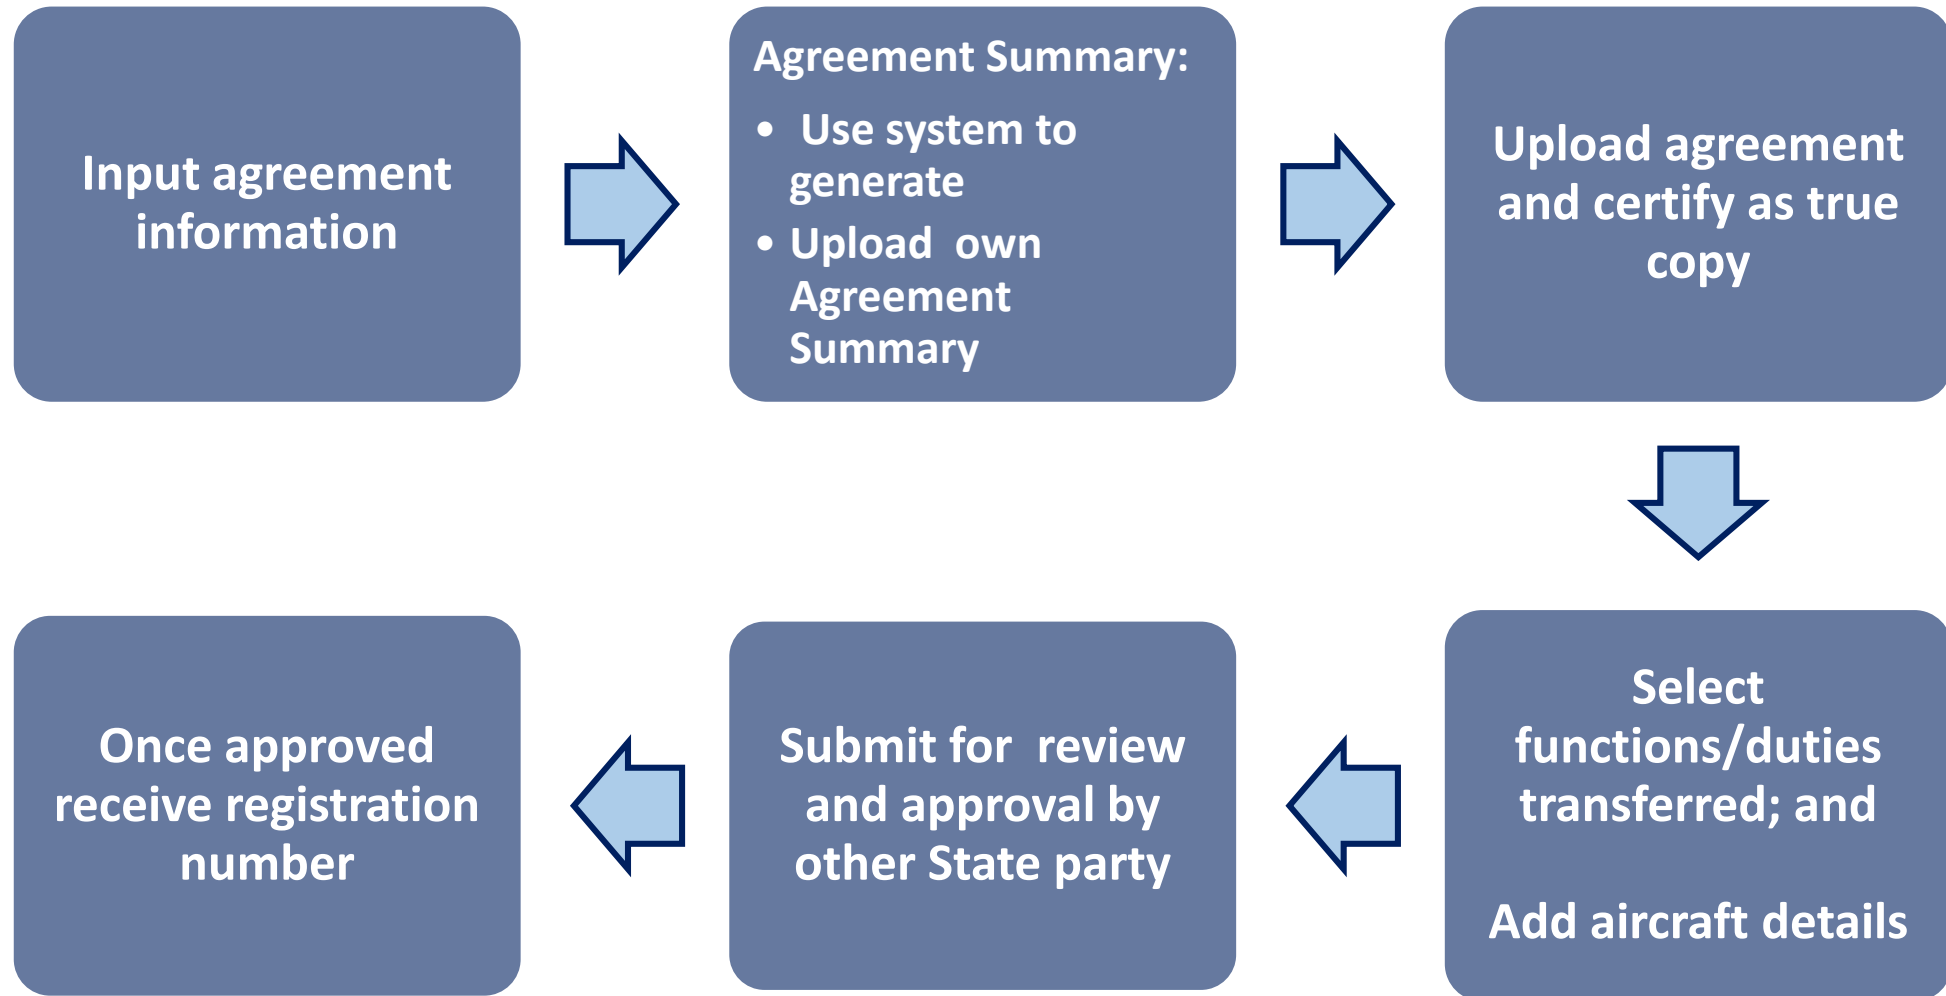 Input agreement
information
Agreement Summary:
• Use system to
generate
• Upload own
Agreement
Summary
Upload agreement
and certify as true
copy
Select
functions/duties
transferred; and
Add aircraft details
Submit for review
and approval by
other State party
Once approved
receive registration
number